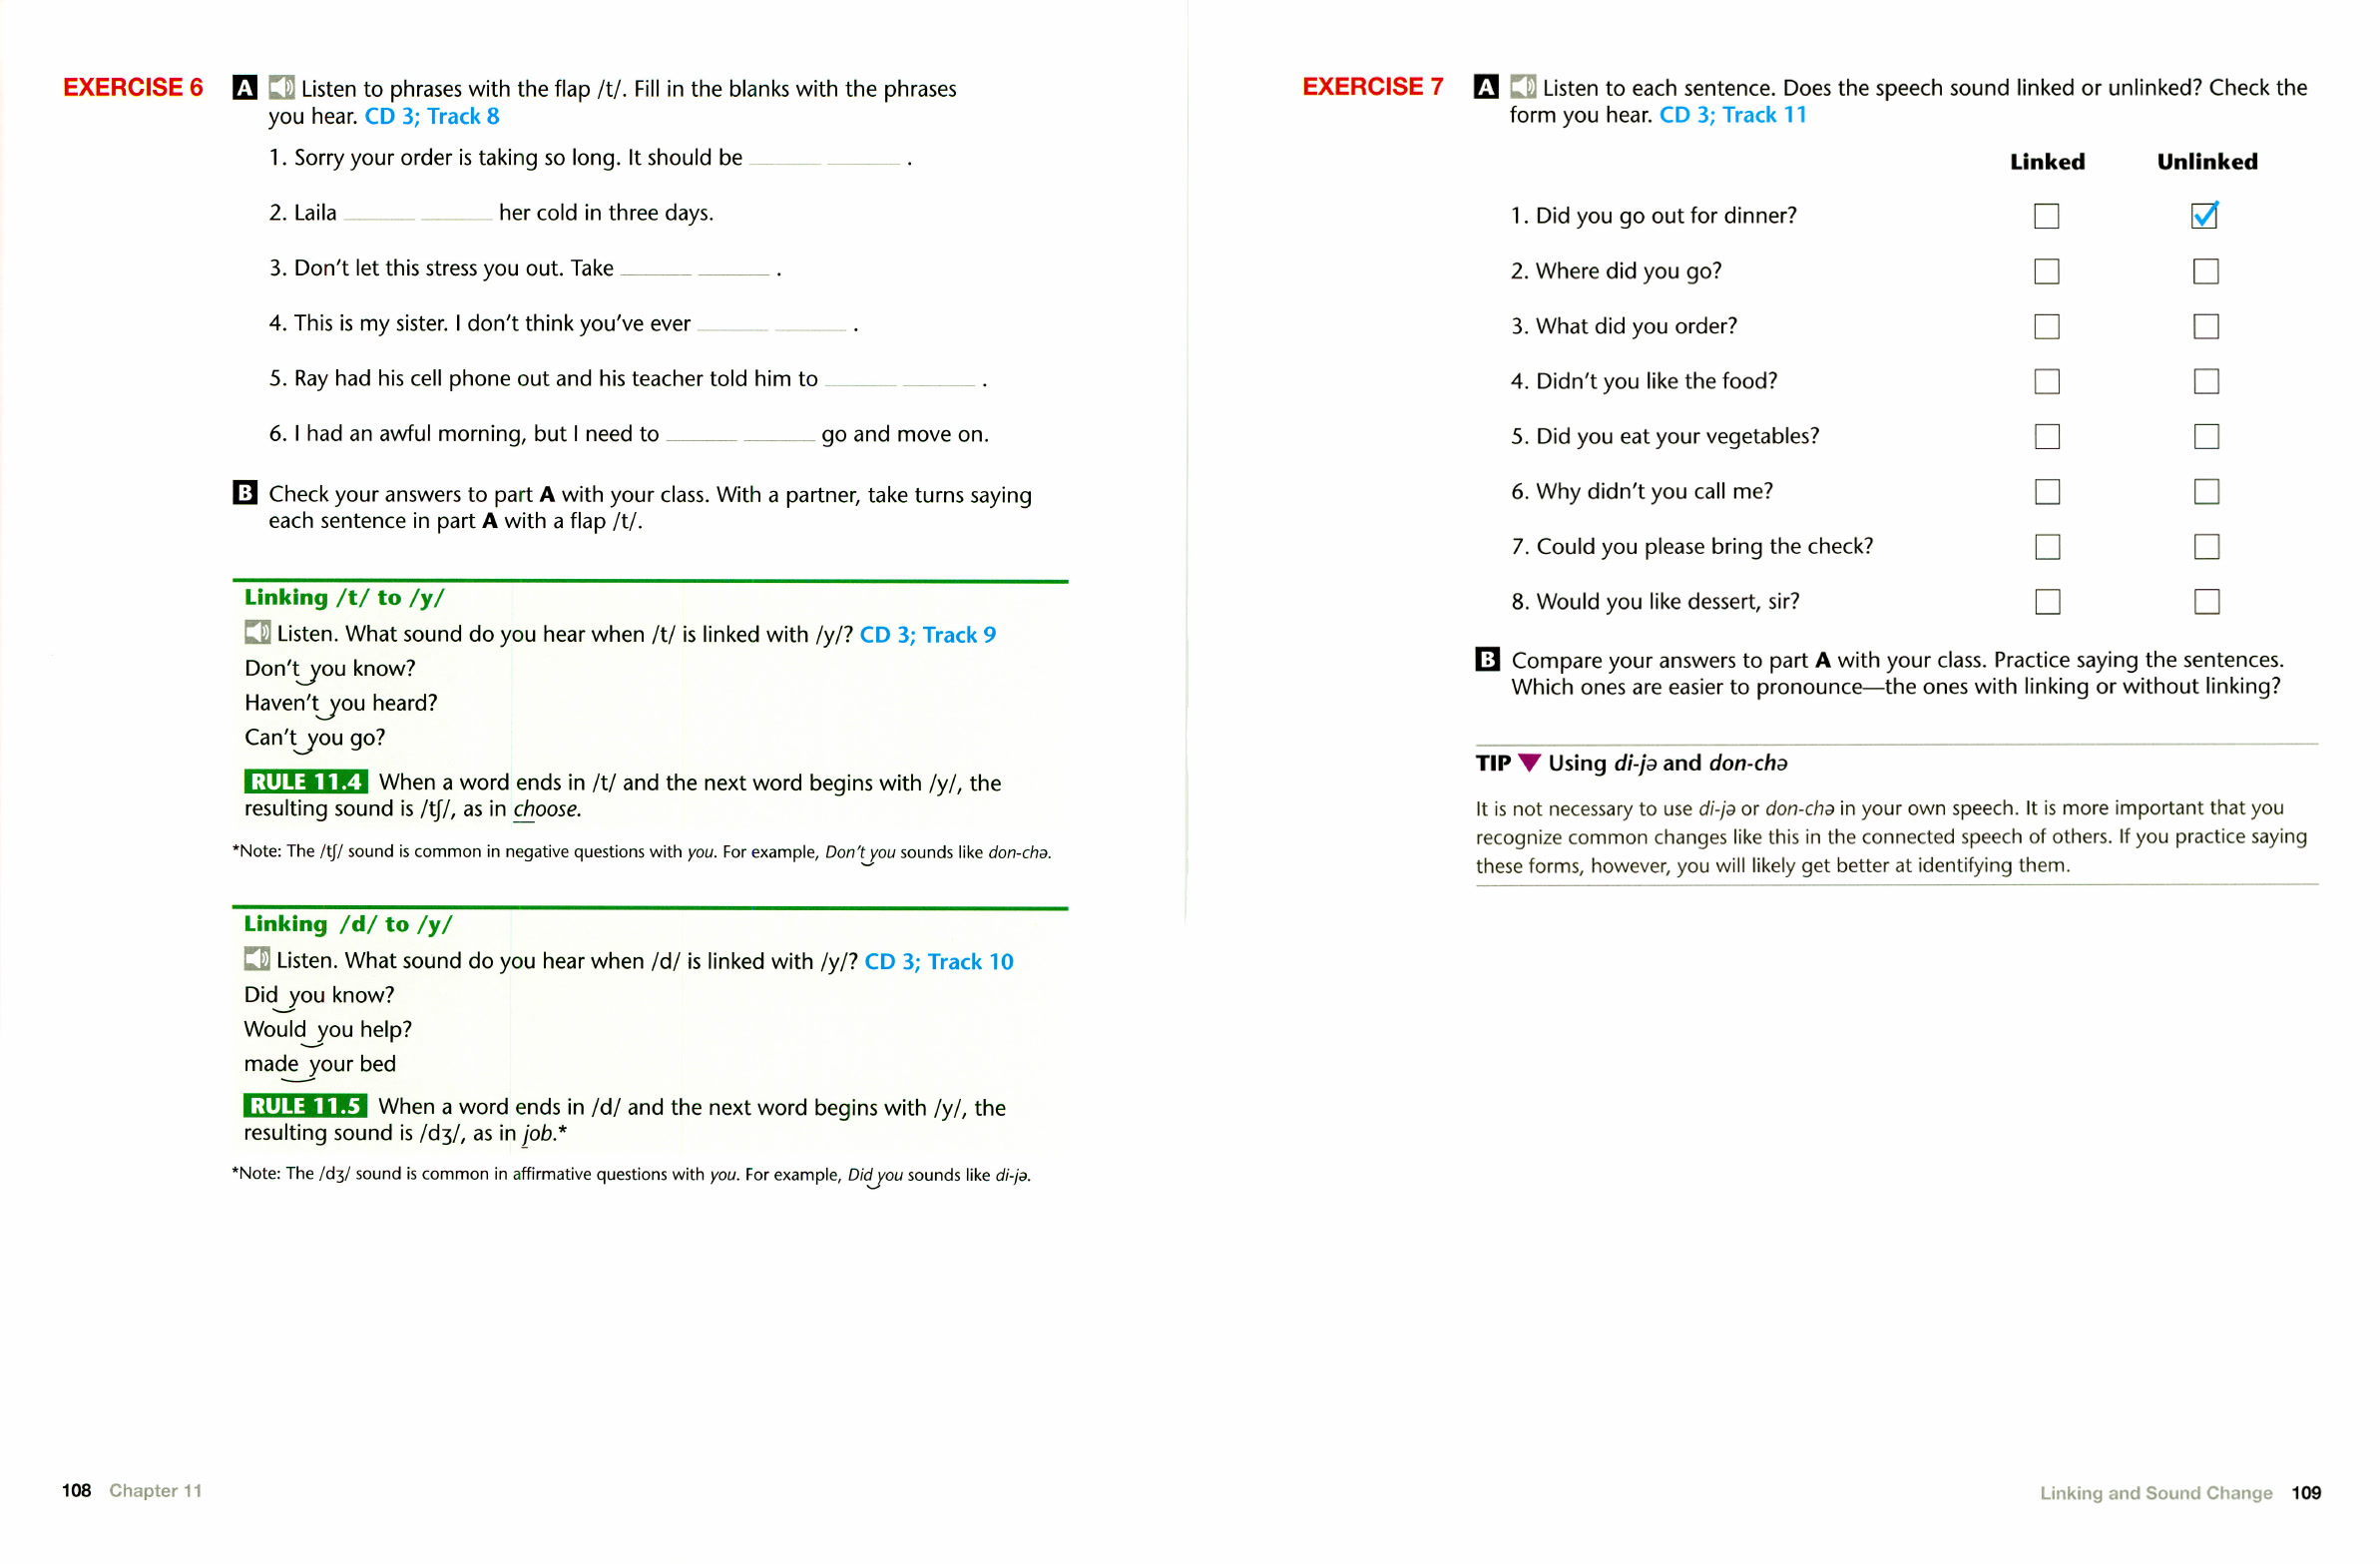 EXERCISE 6
A Listen to phrases with the flap /t/. Fill in the blanks with the phrases
you hear. CD 3; Track 8
1. Sorry your order is taking so long. It should be ______ ______ .
2. Laila ______ ______ her cold in three days.
3. Don't let this stress you out. Take ______ ______ .
4. This is my sister. I don't think you've ever ______ ______ .
5. Ray had his cell phone out and his teacher told him to ______ ______ .
6. I had an awful morning, but I need to ______ ______ go and move on.
B Check your answers to part A with your class. With a partner, take turns saying
each sentence in part A with a flap /t/.
Linking /t/ to /y/
Listen. What sound do you hear when /t/ is linked with /y/? CD 3; Track 9
Don't you know?
Haven't you heard?
Can't you go?
RULE 11.4 When a word ends in /t/ and the next word begins with /y/, the
resulting sound is /tʃ/, as in choose.
*Note: The /tʃ/ sound is common in negative questions with you. For example, Don't you sounds like don-chə.
Linking /d/ to /y/
Listen. What sound do you hear when /d/ is linked with /y/? CD 3; Track 10
Did you know?
Would you help?
made your bed
RULE 11.5 When a word ends in /d/ and the next word begins with /y/, the
resulting sound is /dʒ/, as in job.*
*Note: The /dʒ/ sound is common in affirmative questions with you. For example, Did you sounds like di-jə.
108 Chapter 11
EXERCISE 7
A Listen to each sentence. Does the speech sound linked or unlinked? Check the
form you hear. CD 3; Track 11
Linked Unlinked
1. Did you go out for dinner? ☐ ☑
2. Where did you go? ☐ ☐
3. What did you order? ☐ ☐
4. Didn't you like the food? ☐ ☐
5. Did you eat your vegetables? ☐ ☐
6. Why didn't you call me? ☐ ☐
7. Could you please bring the check? ☐ ☐
8. Would you like dessert, sir? ☐ ☐
B Compare your answers to part A with your class. Practice saying the sentences.
Which ones are easier to pronounce—the ones with linking or without linking?
TIP ▼ Using di-jə and don-chə
It is not necessary to use di-jə or don-chə in your own speech. It is more important that you
recognize common changes like this in the connected speech of others. If you practice saying
these forms, however, you will likely get better at identifying them.
Linking and Sound Change 109